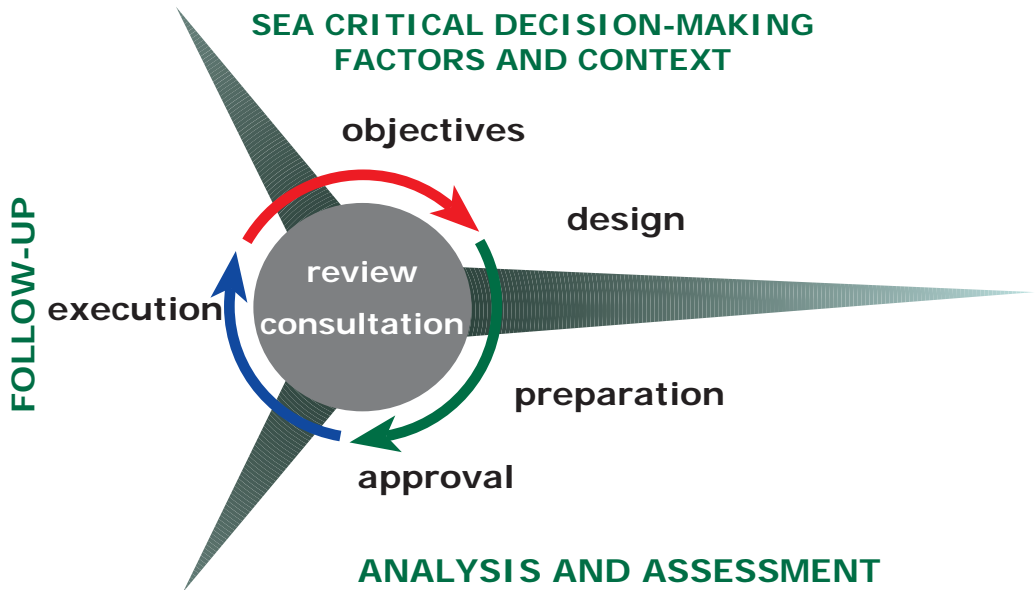 SEA CRITICAL DECISION-MAKING
FACTORS AND CONTEXT
objectives
design
FOLLOW-UP
review
execution
consultation
preparation
approval
ANALYSIS AND ASSESSMENT